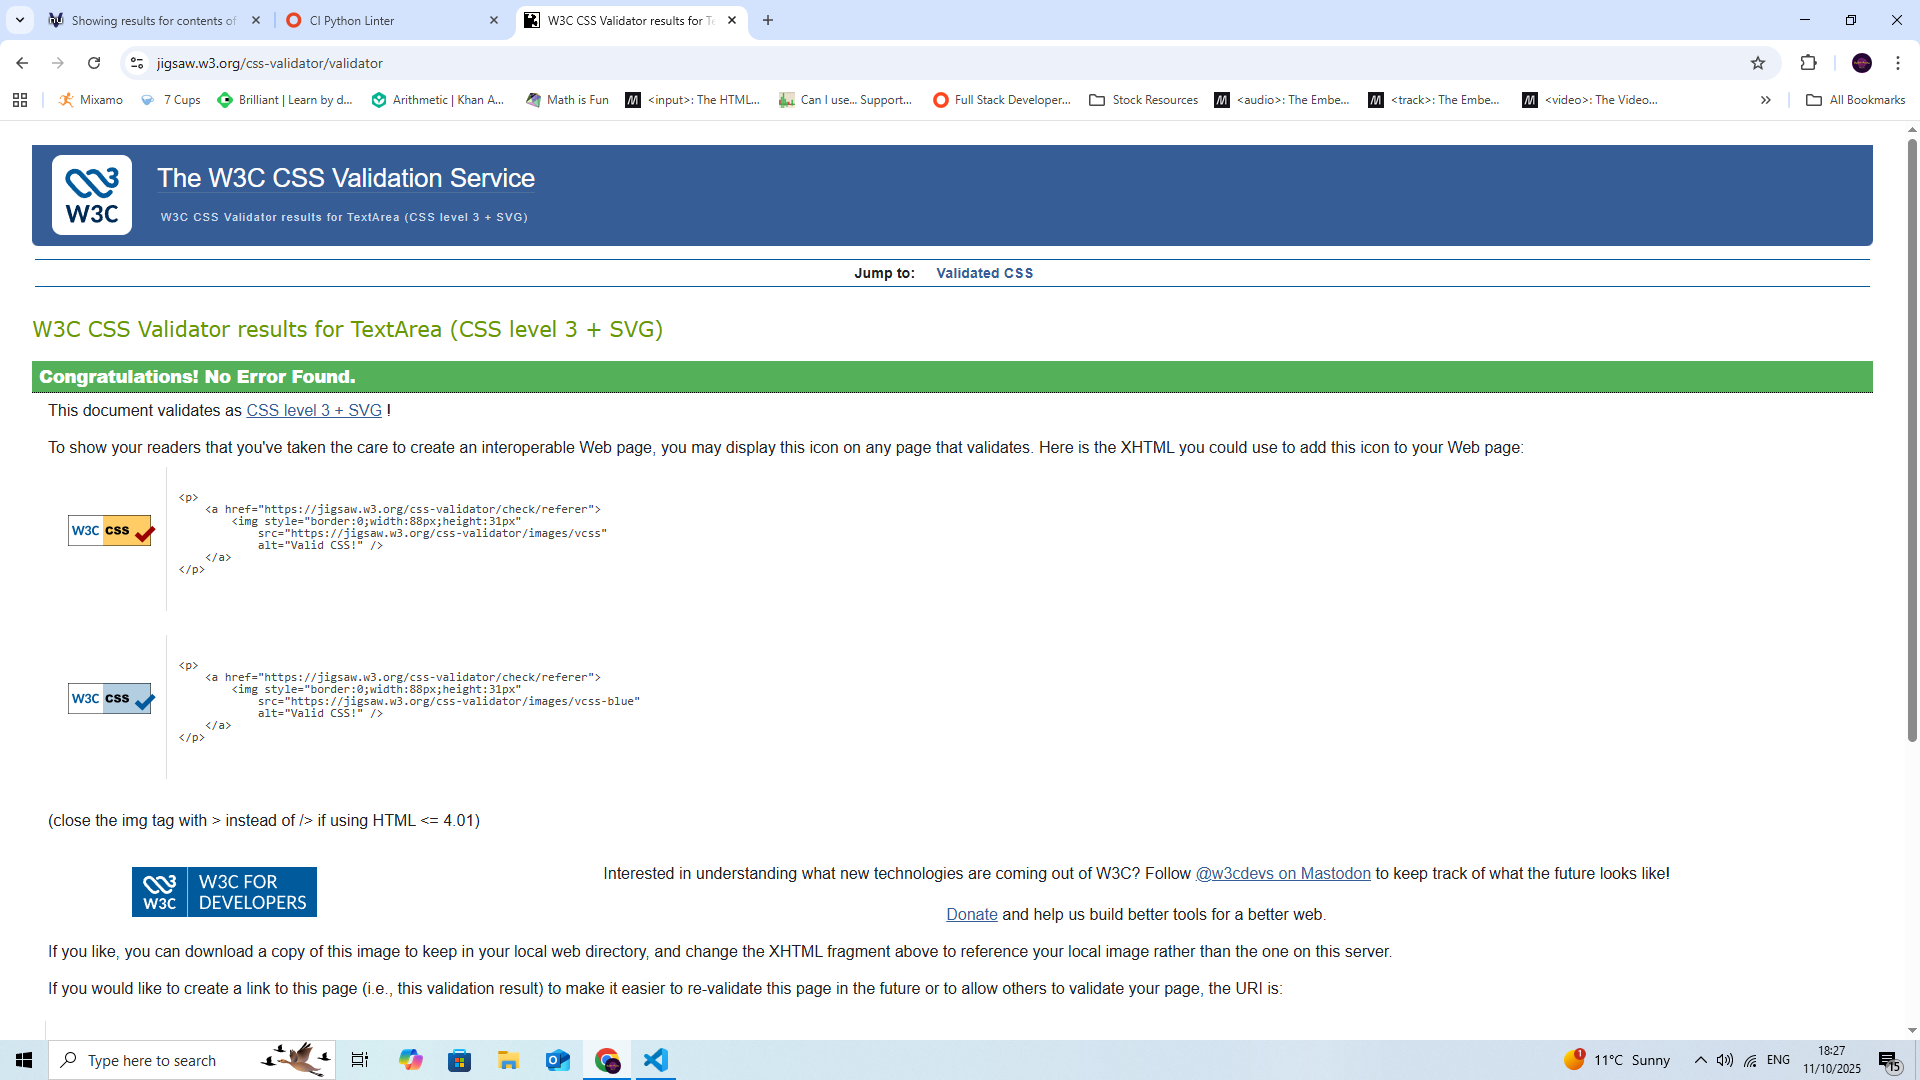 Showing results for contents of
CI Python Linter
W3C CSS Validator results for Te
jigsaw.w3.org/css-validator/validator
Mixamo
7 Cups
Brilliant | Learn by d...
Arithmetic | Khan A...
Math is Fun
<input>: The HTML...
Can I use... Support...
Full Stack Developer...
Stock Resources
<audio>: The Embe...
<track>: The Embe...
<video>: The Video...
All Bookmarks
W3C
The W3C CSS Validation Service
W3C CSS Validator results for TextArea (CSS level 3 + SVG)
Jump to: Validated CSS
W3C CSS Validator results for TextArea (CSS level 3 + SVG)
Congratulations! No Error Found.
This document validates as CSS level 3 + SVG !
To show your readers that you've taken the care to create an interoperable Web page, you may display this icon on any page that validates. Here is the XHTML you could use to add this icon to your Web page:
W3C css
<p>
<a href="https://jigsaw.w3.org/css-validator/check/referer">
<img style="border:0;width:88px;height:31px"
src="https://jigsaw.w3.org/css-validator/images/vcss"
alt="Valid CSS!" />
</a>
</p>
W3C css
<p>
<a href="https://jigsaw.w3.org/css-validator/check/referer">
<img style="border:0;width:88px;height:31px"
src="https://jigsaw.w3.org/css-validator/images/vcss-blue"
alt="Valid CSS!" />
</a>
</p>
(close the img tag with > instead of /> if using HTML <= 4.01)
W3C
W3C FOR
DEVELOPERS
Interested in understanding what new technologies are coming out of W3C? Follow @w3cdevs on Mastodon to keep track of what the future looks like!
Donate and help us build better tools for a better web.
If you like, you can download a copy of this image to keep in your local web directory, and change the XHTML fragment above to reference your local image rather than the one on this server.
If you would like to create a link to this page (i.e., this validation result) to make it easier to re-validate this page in the future or to allow others to validate your page, the URI is:
Type here to search
1
11°C Sunny
ENG
18:27
11/10/2025
15